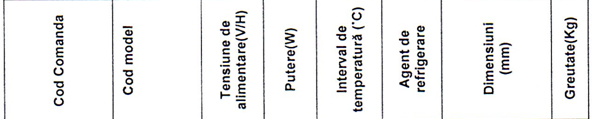 Cod Comanda
Cod model
Tensiune de
alimentare(V/H)
Putere(W)
Interval de
temperatură (˚C)
Agent de
refrigerare
Dimensiuni
(mm)
Greutate(Kg)